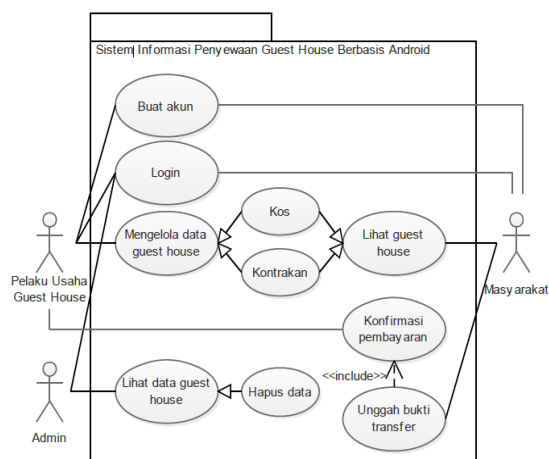 Sistem Informasi Penyewaan Guest House Berbasis Android
Buat akun
Login
Mengelola data
guest house
Kos
Kontrakan
Lihat guest
house
Pelaku Usaha
Guest House
Masyarakat
Konfirmasi
pembayaran
<<include>>
Lihat data guest
house
Hapus data
Unggah bukti
transfer
Admin